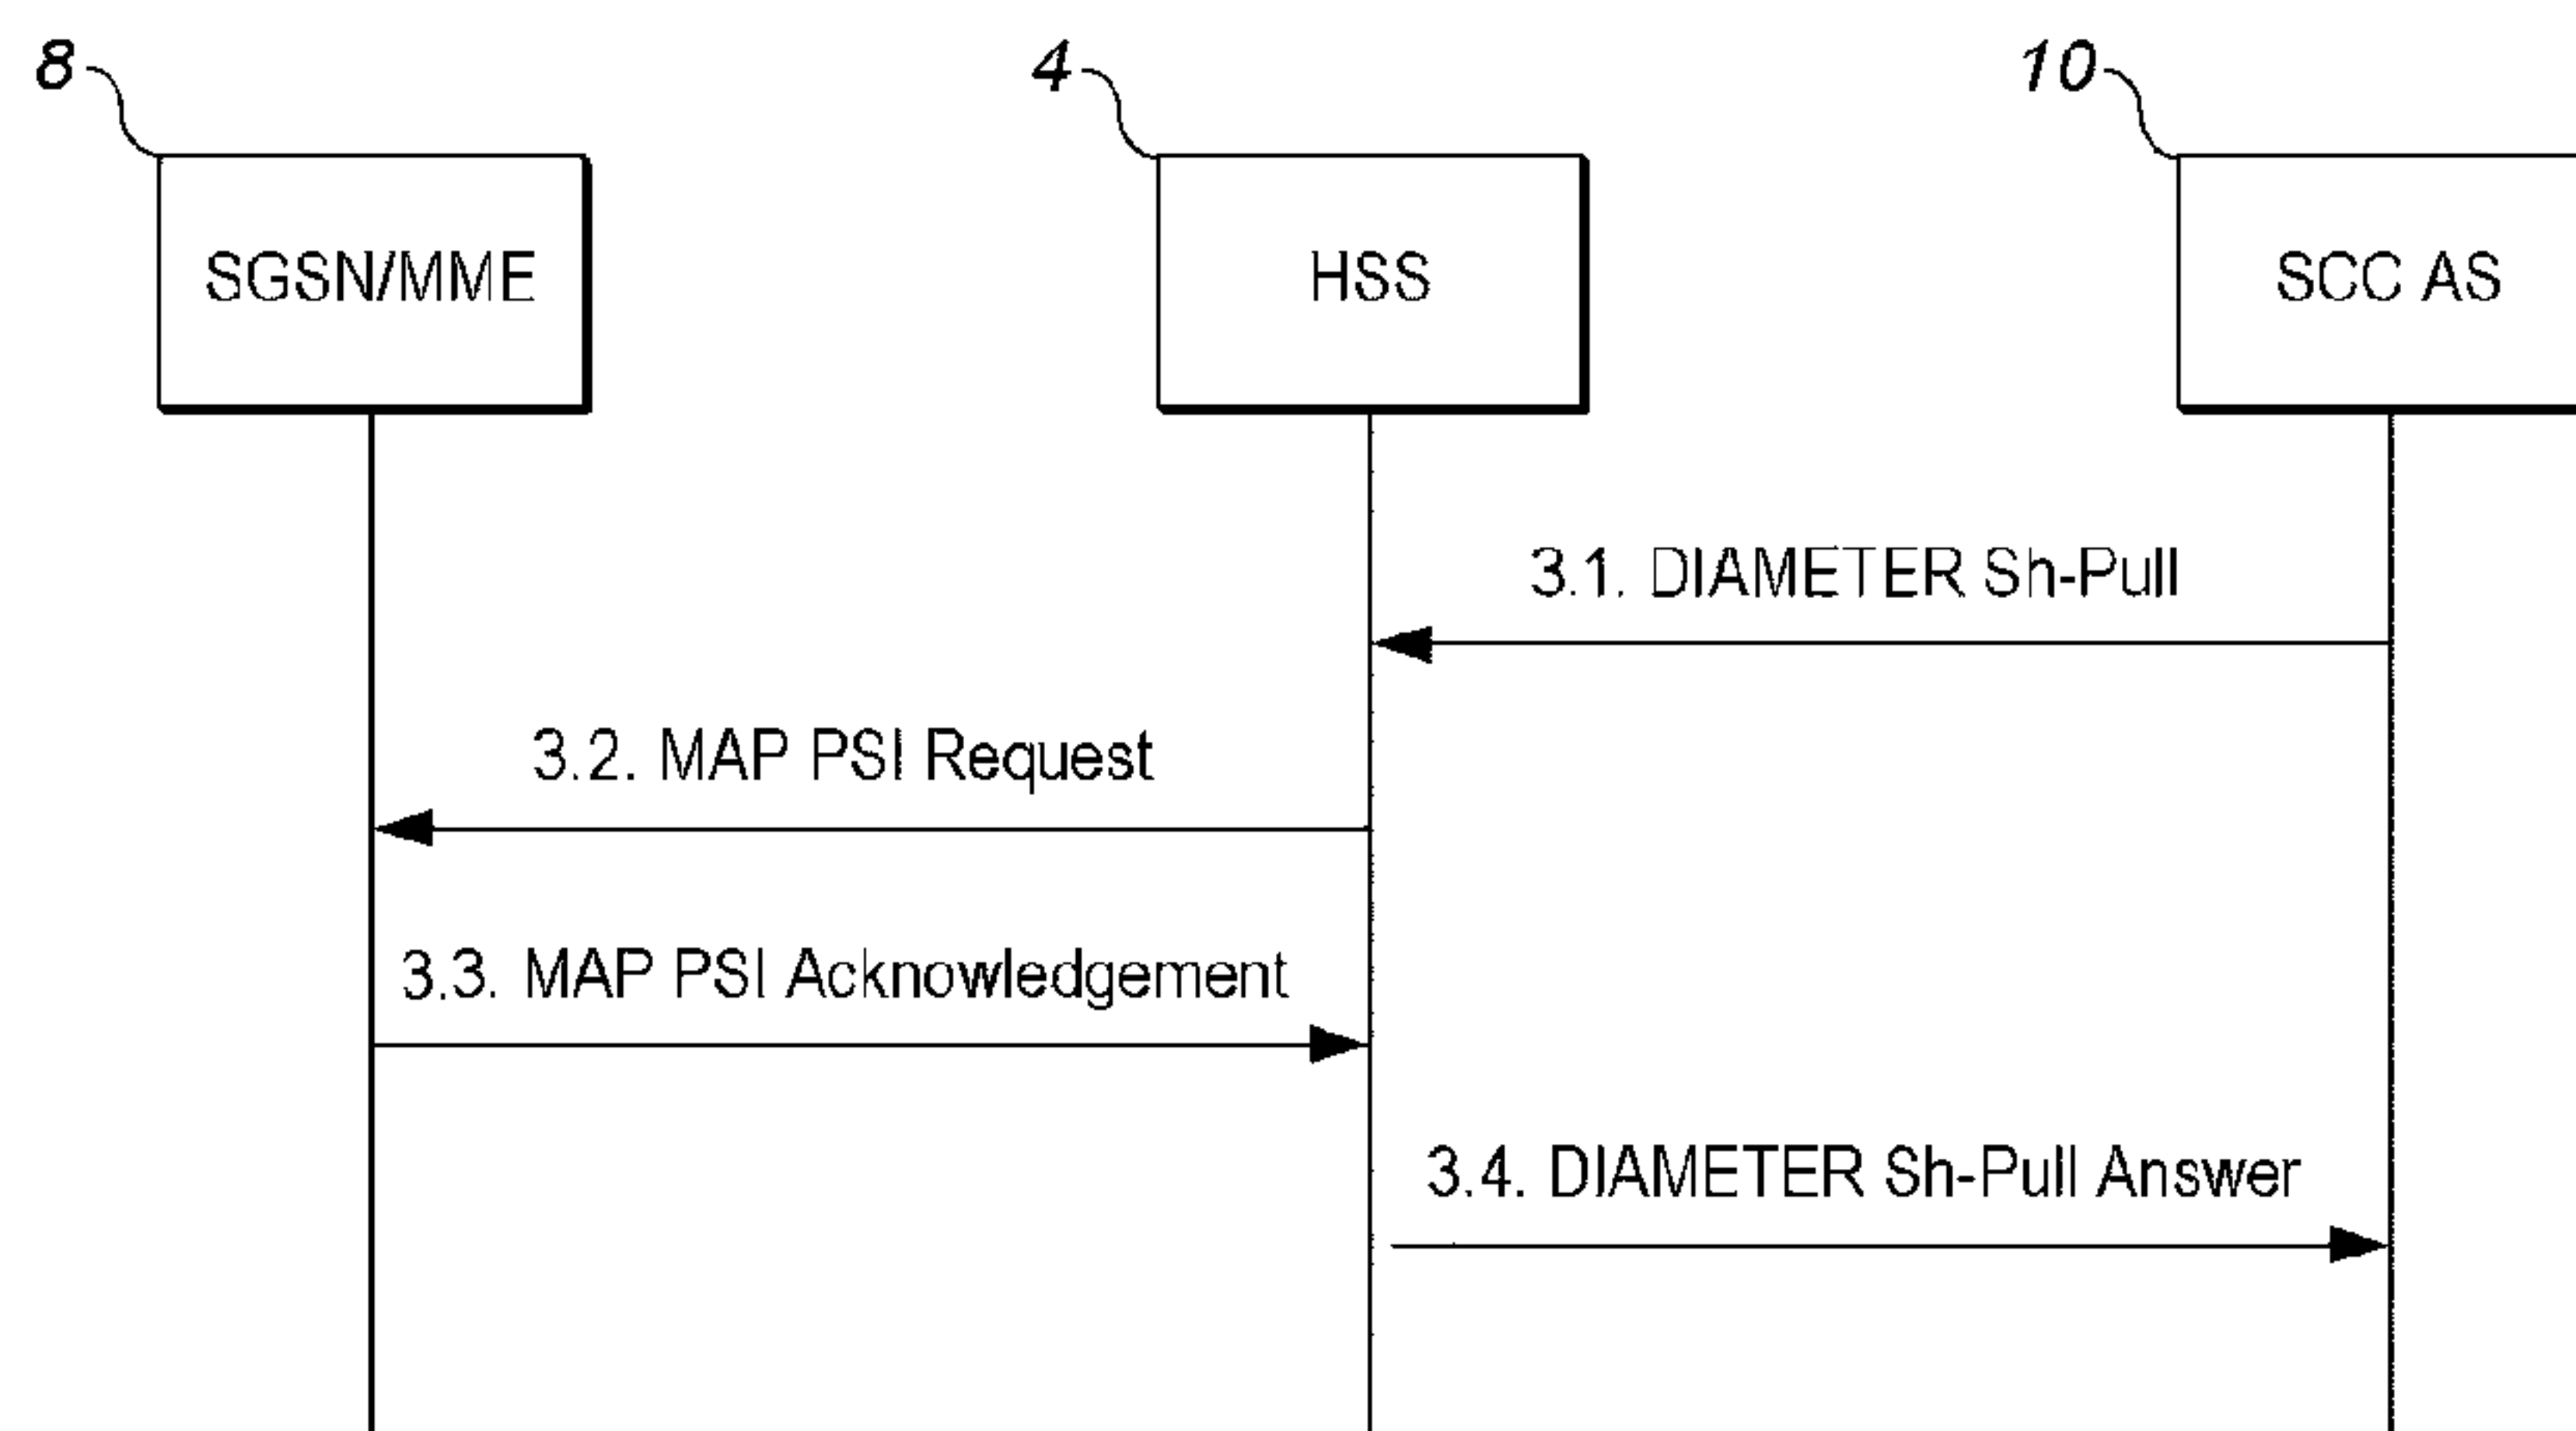 8
4
10
SGSN/MME
HSS
SCC AS
3.1. DIAMETER Sh-Pull
3.2. MAP PSI Request
3.3. MAP PSI Acknowledgement
3.4. DIAMETER Sh-Pull Answer